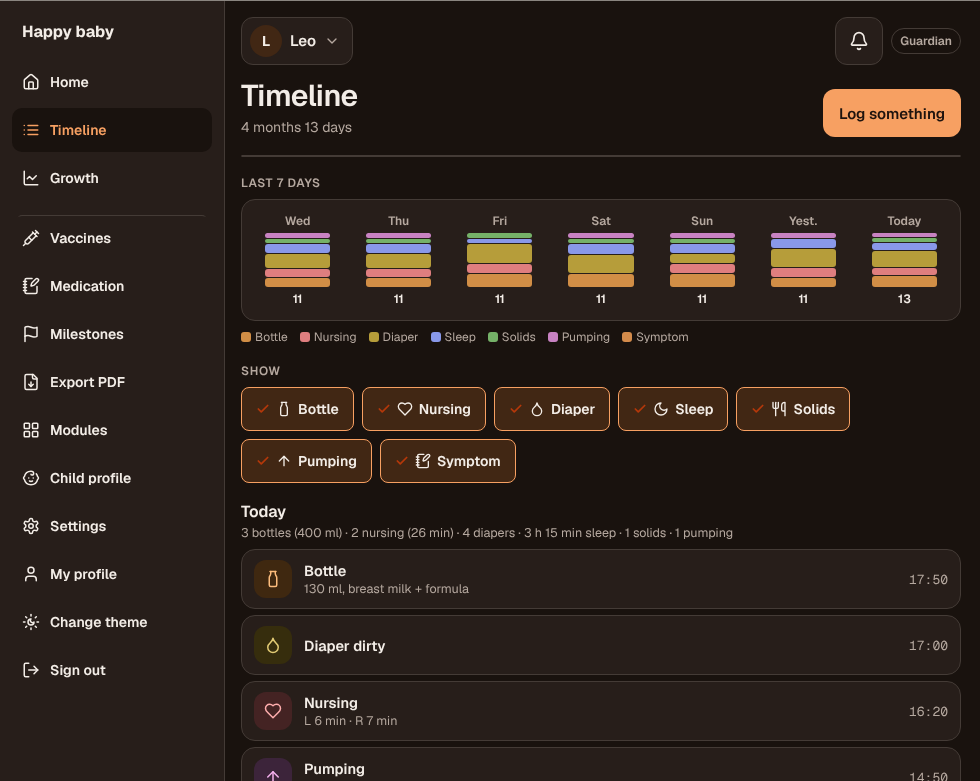 Happy baby
Home
Timeline
Growth
Vaccines
Medication
Milestones
Export PDF
Modules
Child profile
Settings
My profile
Change theme
Sign out
L Leo
Guardian
Timeline
4 months 13 days
Log something
LAST 7 DAYS
Wed Thu Fri Sat Sun Yest. Today
11 11 11 11 11 11 13
Bottle Nursing Diaper Sleep Solids Pumping Symptom
SHOW
Bottle Nursing Diaper Sleep Solids
Pumping Symptom
Today
3 bottles (400 ml) · 2 nursing (26 min) · 4 diapers · 3 h 15 min sleep · 1 solids · 1 pumping
Bottle
130 ml, breast milk + formula
17:50
Diaper dirty
17:00
Nursing
L 6 min · R 7 min
16:20
Pumping
14:50